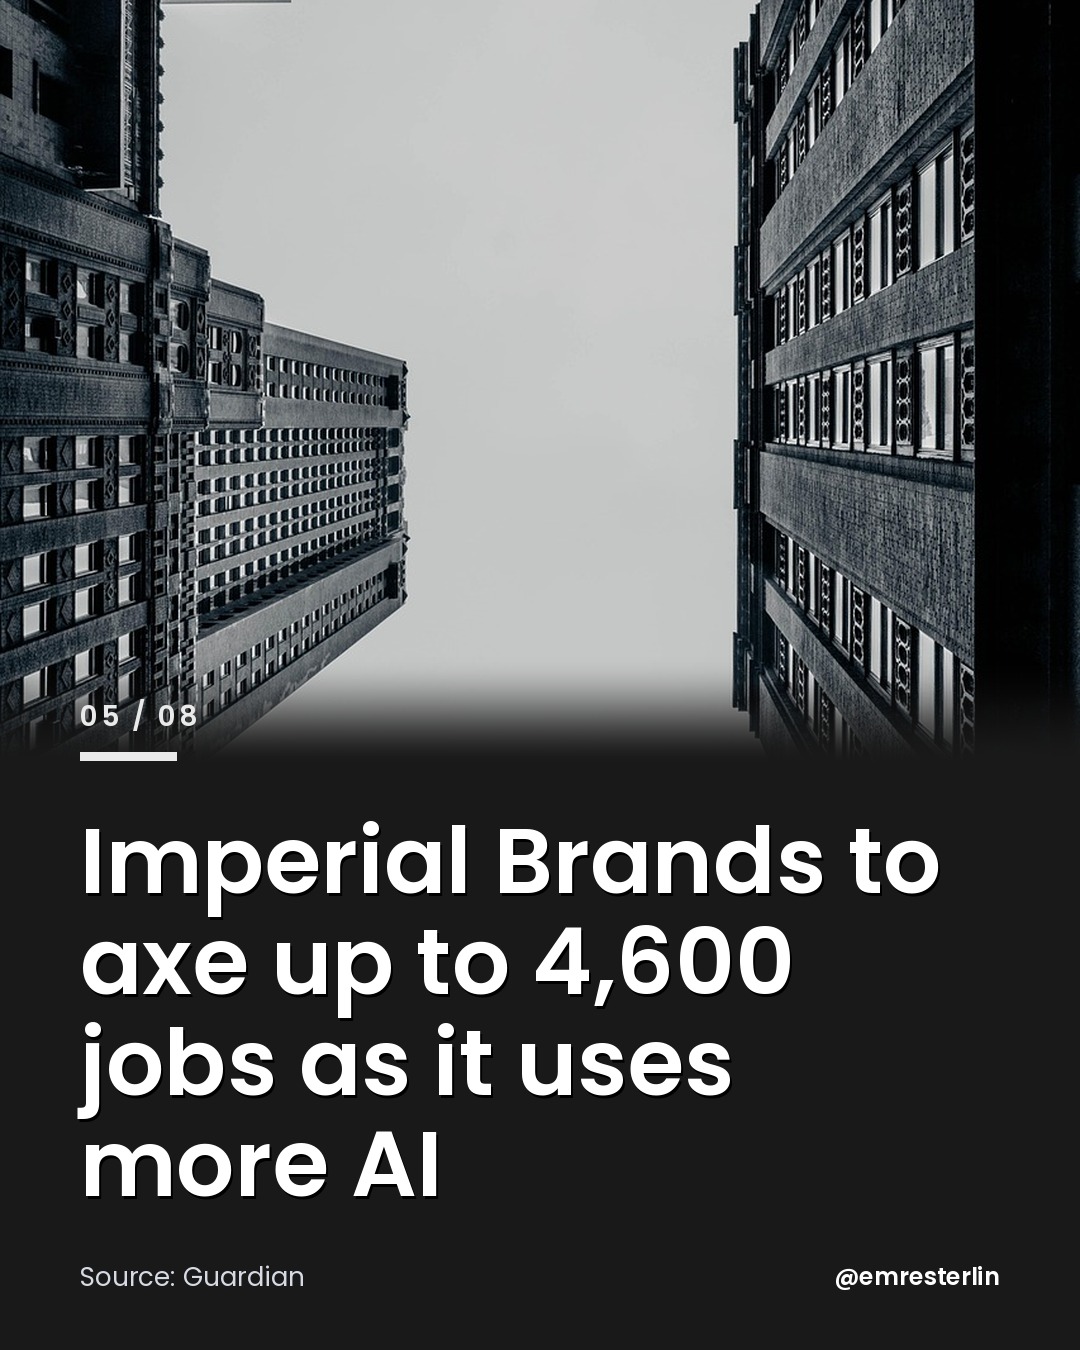 05 / 08
Imperial Brands to
axe up to 4,600
jobs as it uses
more AI
Source: Guardian
@emresterlin